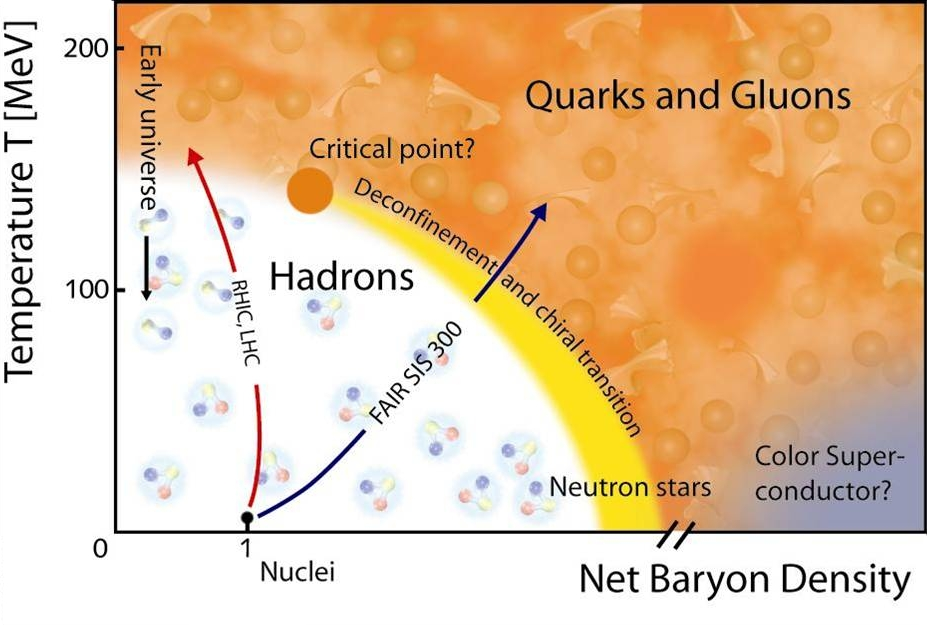 Temperature T [MeV]
200
100
0
Early universe
Quarks and Gluons
Critical point?
Deconfinement and chiral transition
Hadrons
RHIC, LHC
FAIR SIS 300
Color Super-
conductor?
Neutron stars
1
Nuclei
Net Baryon Density